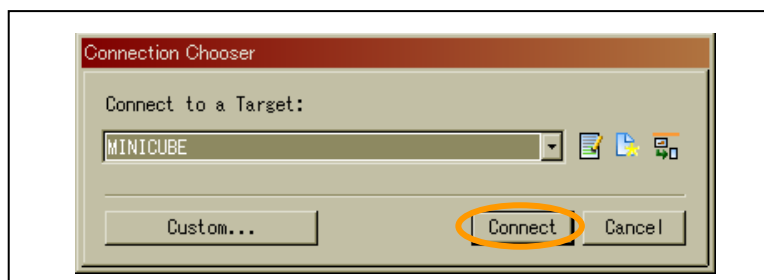 Connection Chooser
Connect to a Target:
MINICUBE
Custom... Connect Cancel